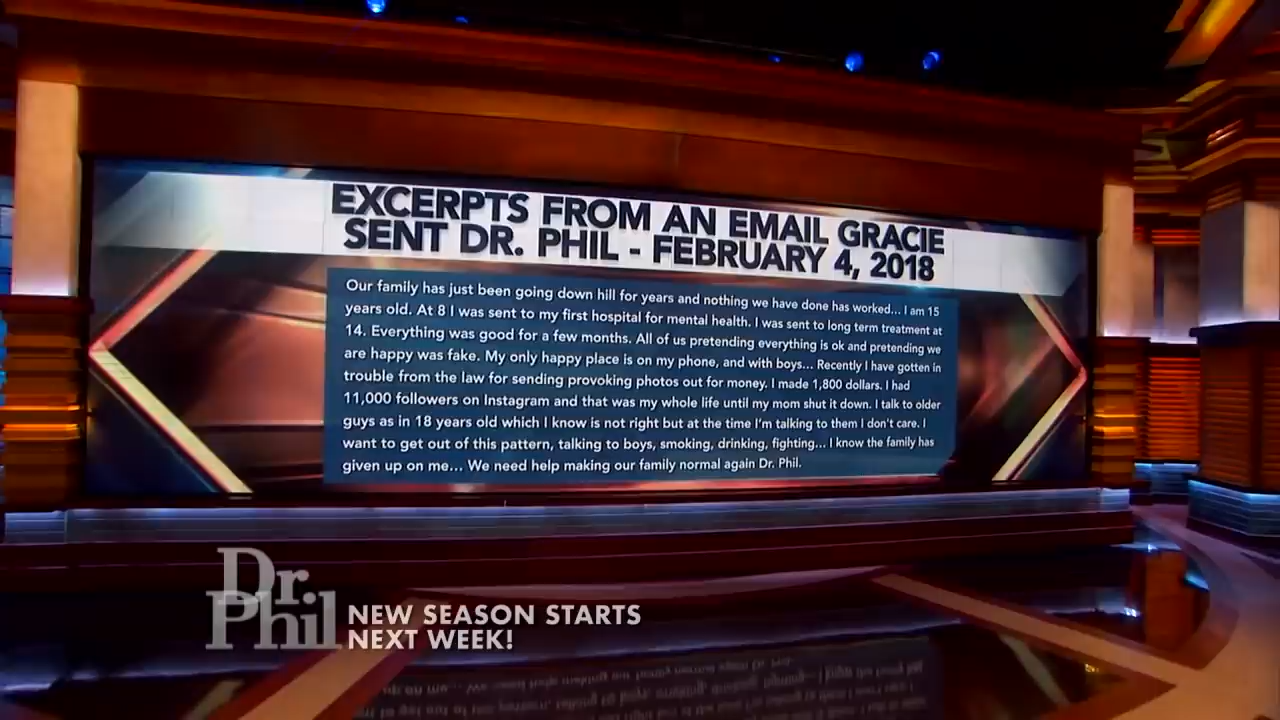 EXCERPTS FROM AN EMAIL GRACIE
SENT DR. PHIL - FEBRUARY 4, 2018
Our family has just been going down hill for years and nothing we have done has worked... I am 15
years old. At 8 I was sent to my first hospital for mental health. I was sent to long term treatment at
14. Everything was good for a few months. All of us pretending everything is ok and pretending we
are happy was fake. My only happy place is on my phone, and with boys... Recently I have gotten in
trouble from the law for sending provoking photos out for money. I made 1,800 dollars. I had
11,000 followers on Instagram and that was my whole life until my mom shut it down. I talk to older
guys as in 18 years old which I know is not right but at the time I'm talking to them I don't care. I
want to get out of this pattern, talking to boys, smoking, drinking, fighting... I know the family has
given up on me... We need help making our family normal again Dr. Phil.
Dr.
Phil
NEW SEASON STARTS
NEXT WEEK!